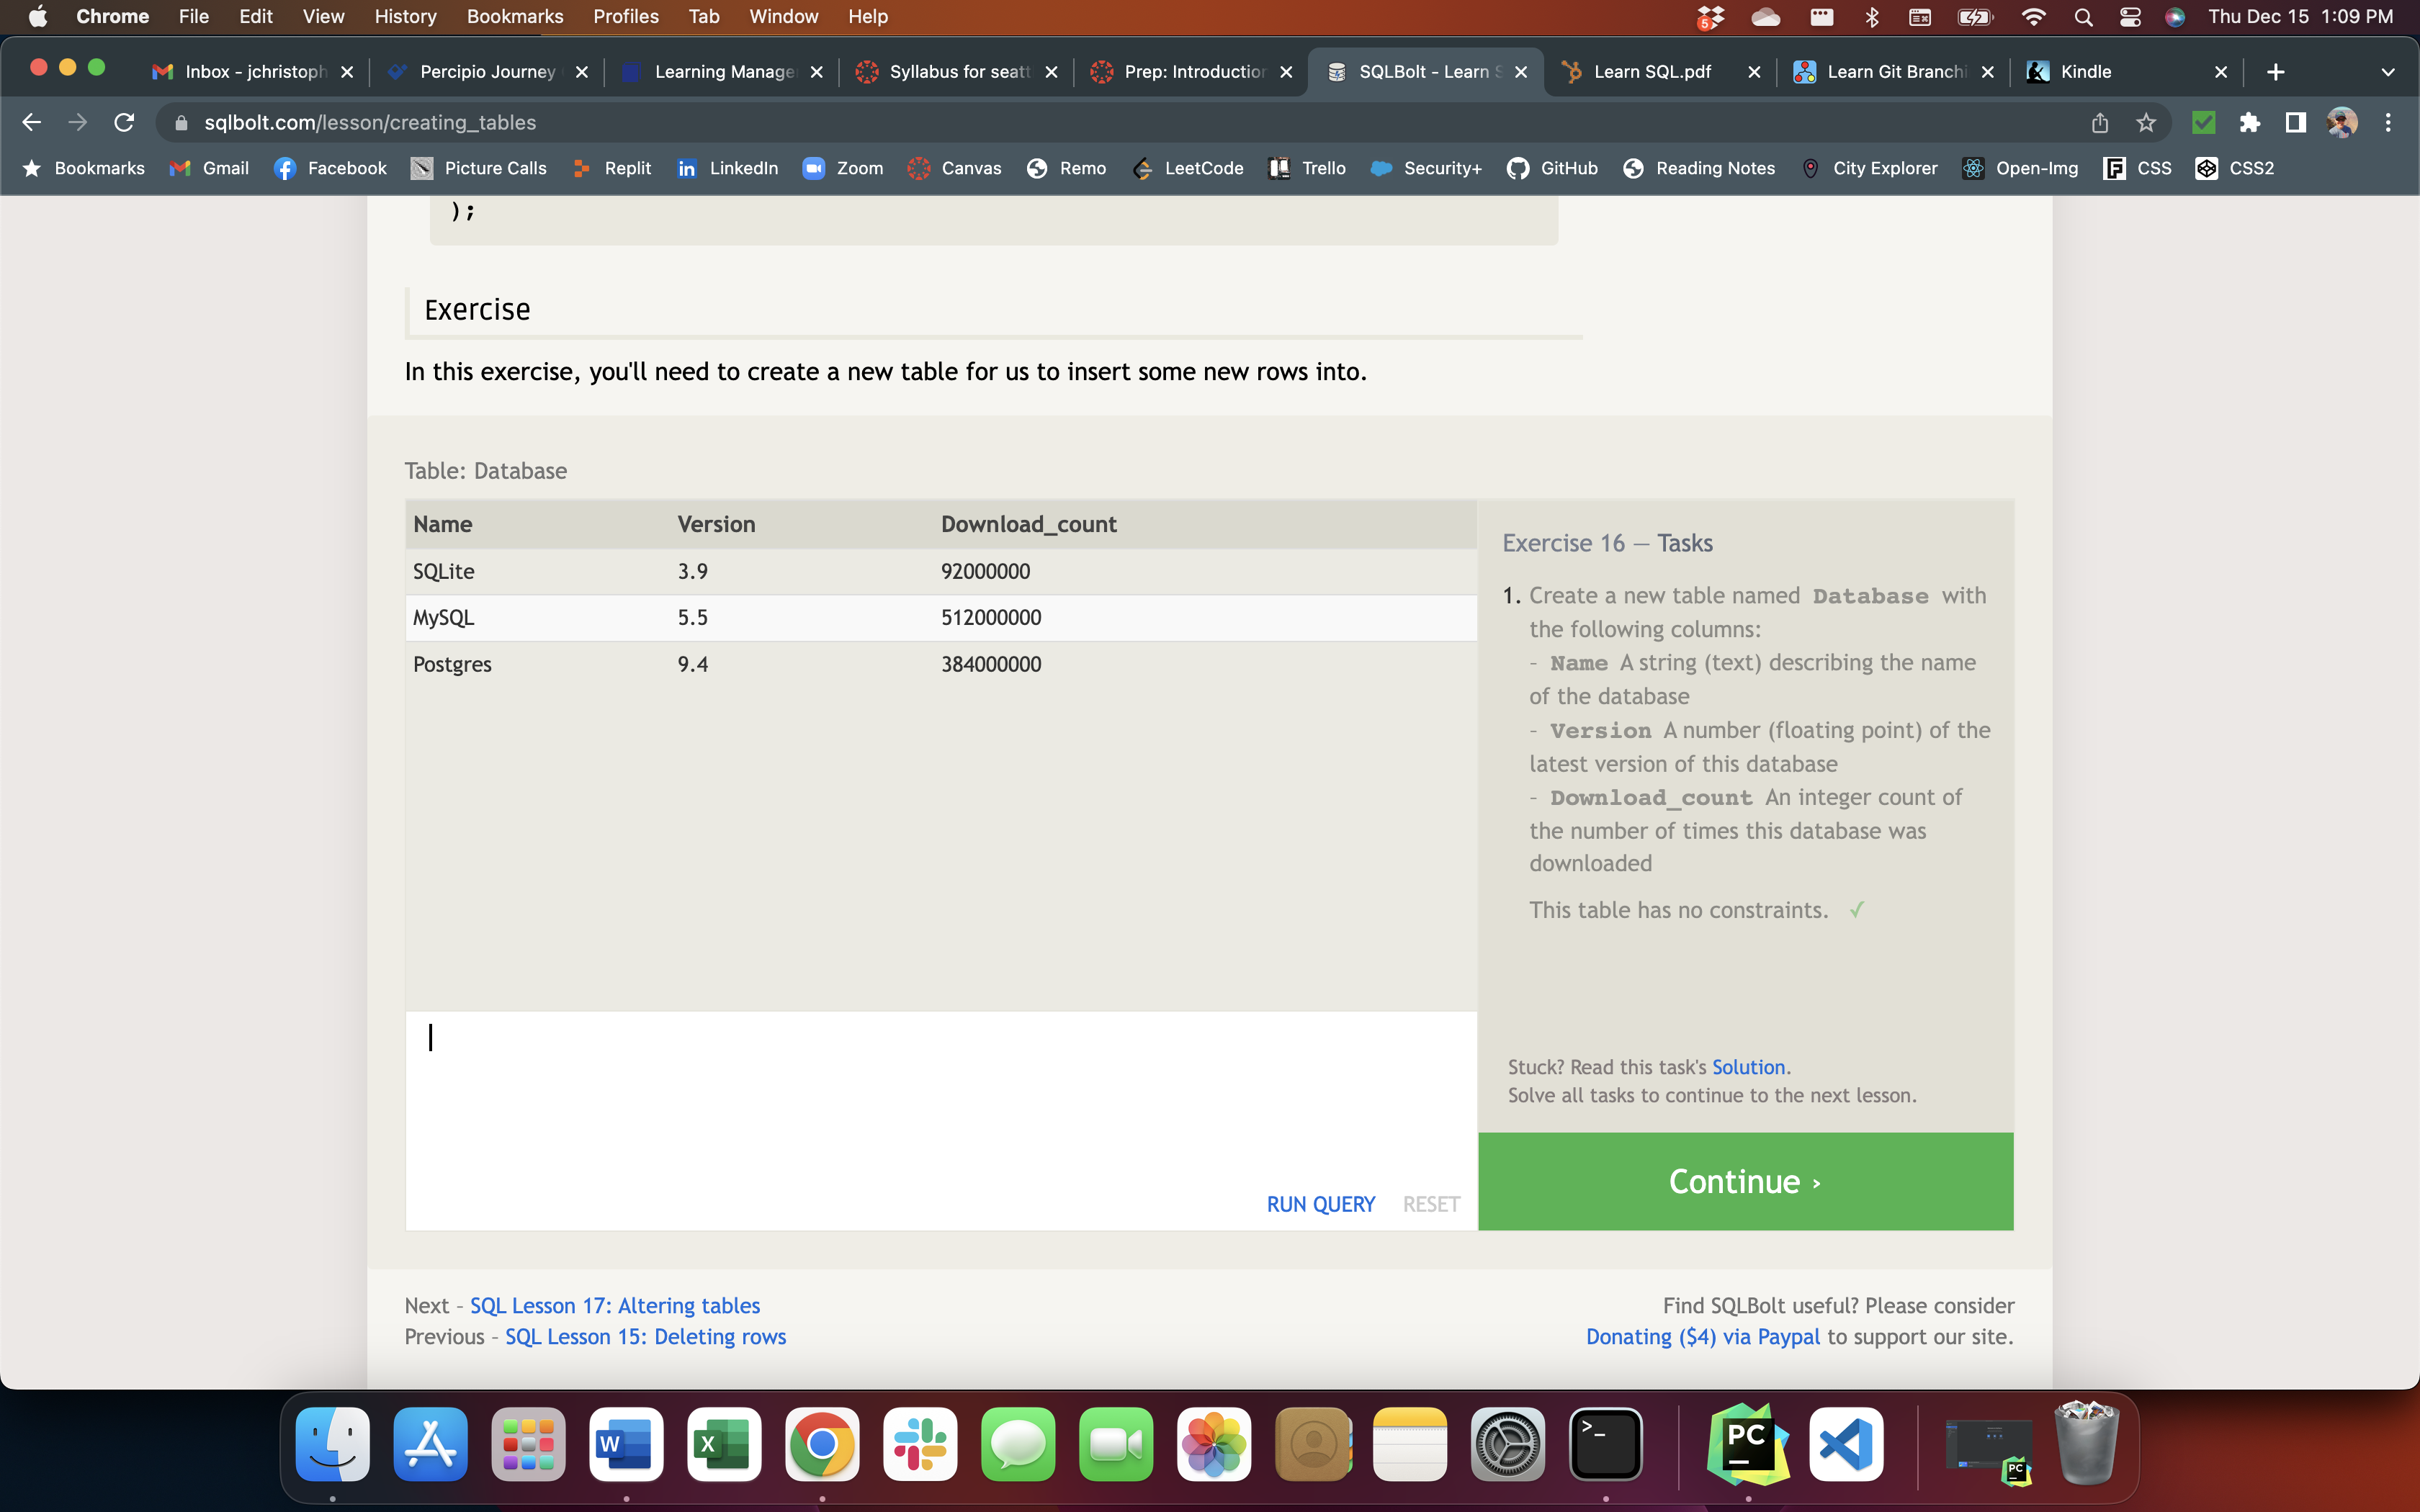 Chrome File Edit View History Bookmarks Profiles Tab Window Help 5 Thu Dec 15 1:09 PM
Inbox - jchristoph Percipio Journey Learning Manage Syllabus for seatt Prep: Introduction SQLBolt - Learn S Learn SQL.pdf Learn Git Branchi Kindle
sqlbolt.com/lesson/creating_tables
Bookmarks Gmail Facebook Picture Calls Replit LinkedIn Zoom Canvas Remo LeetCode Trello Security+ GitHub Reading Notes City Explorer Open-Img CSS CSS2
);
Exercise
In this exercise, you'll need to create a new table for us to insert some new rows into.
Table: Database
Name Version Download_count
SQLite 3.9 92000000
MySQL 5.5 512000000
Postgres 9.4 384000000
Exercise 16 — Tasks
1. Create a new table named Database with
the following columns:
- Name A string (text) describing the name
of the database
- Version A number (floating point) of the
latest version of this database
- Download_count An integer count of
the number of times this database was
downloaded
This table has no constraints. ✓
Stuck? Read this task's Solution.
Solve all tasks to continue to the next lesson.
RUN QUERY RESET
Continue ›
Next – SQL Lesson 17: Altering tables
Previous – SQL Lesson 15: Deleting rows
Find SQLBolt useful? Please consider
Donating ($4) via Paypal to support our site.
W X >_ PC PC